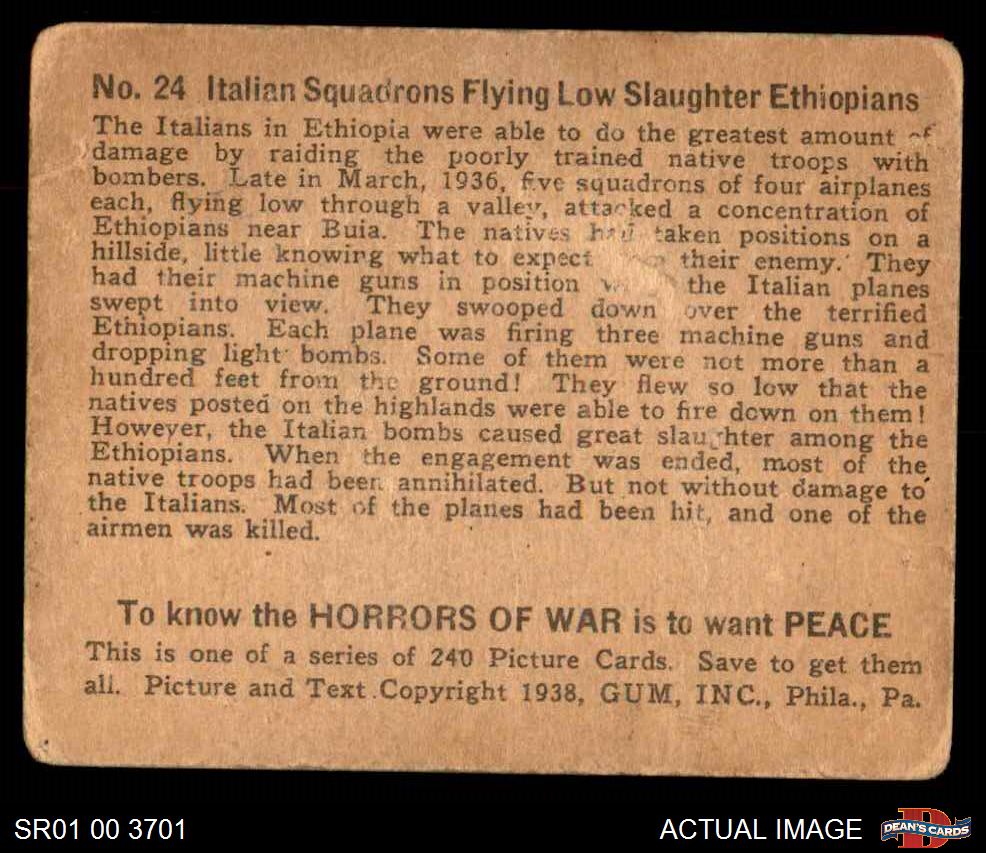 No. 24 Italian Squadrons Flying Low Slaughter Ethiopians
The Italians in Ethiopia were able to do the greatest amount of
damage by raiding the poorly trained native troops with
bombers. Late in March, 1936, five squadrons of four airplanes
each, flying low through a valley, attacked a concentration of
Ethiopians near Buia. The natives had taken positions on a
hillside, little knowing what to expect their enemy. They
had their machine guns in position the Italian planes
swept into view. They swooped down over the terrified
Ethiopians. Each plane was firing three machine guns and
dropping light bombs. Some of them were not more than a
hundred feet from the ground! They flew so low that the
natives posted on the highlands were able to fire down on them!
However, the Italian bombs caused great slaughter among the
Ethiopians. When the engagement was ended, most of the
native troops had been annihilated. But not without damage to
the Italians. Most of the planes had been hit, and one of the
airmen was killed.
To know the HORRORS OF WAR is to want PEACE
This is one of a series of 240 Picture Cards. Save to get them
all. Picture and Text Copyright 1938, GUM, INC., Phila., Pa.
SR01 00 3701 ACTUAL IMAGE DEAN'S CARDS